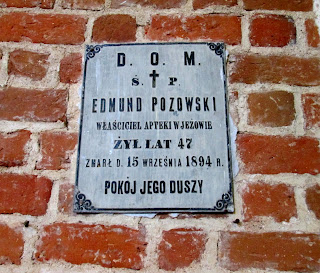 D. O. M.
Ś. † P.
EDMUND POZOWSKI
WŁAŚCICIEL APTEKI W JEZOWIE
ŻYŁ LAT 47
ZMARŁ D. 15 WRZEŚNIA 1894 R.
POKÓJ JEGO DUSZY